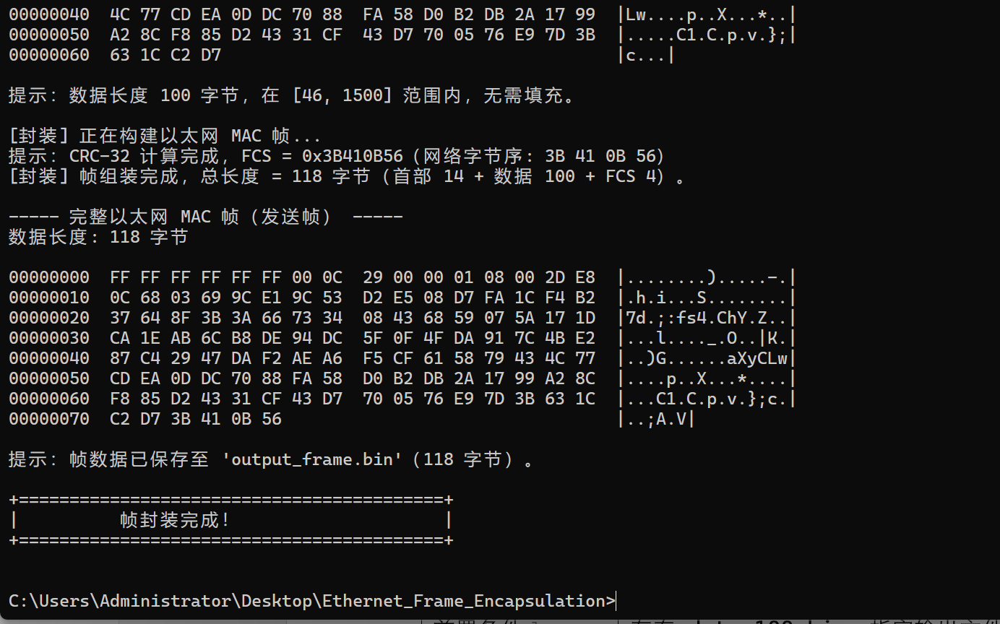 00000040  4C 77 CD EA 0D DC 70 88  FA 58 D0 B2 DB 2A 17 99  |Lw....p..X...*..|
00000050  A2 8C F8 85 D2 43 31 CF  43 D7 70 05 76 E9 7D 3B  |.....C1.C.p.v.};|
00000060  63 1C C2 D7                                       |c...|
提示: 数据长度 100 字节, 在 [46, 1500] 范围内, 无需填充。
[封装] 正在构建以太网 MAC 帧...
提示: CRC-32 计算完成, FCS = 0x3B410B56 (网络字节序: 3B 41 0B 56)
[封装] 帧组装完成, 总长度 = 118 字节 (首部 14 + 数据 100 + FCS 4) 。
----- 完整以太网 MAC 帧 (发送帧) -----
数据长度: 118 字节
00000000  FF FF FF FF FF FF 00 0C  29 00 00 01 08 00 2D E8  |........).....-.|
00000010  0C 68 03 69 9C E1 9C 53  D2 E5 08 D7 FA 1C F4 B2  |.h.i...S........|
00000020  37 64 8F 3B 3A 66 73 34  08 43 68 59 07 5A 17 1D  |7d.;:fs4.ChY.Z..|
00000030  CA 1E AB 6C B8 DE 94 DC  5F 0F 4F DA 91 7C 4B E2  |...l...._.O..|K.|
00000040  87 C4 29 47 DA F2 AE A6  F5 CF 61 58 79 43 4C 77  |..)G......aXyCLw|
00000050  CD EA 0D DC 70 88 FA 58  D0 B2 DB 2A 17 99 A2 8C  |....p..X...*....|
00000060  F8 85 D2 43 31 CF 43 D7  70 05 76 E9 7D 3B 63 1C  |...C1.C.p.v.};c.|
00000070  C2 D7 3B 41 0B 56                                 |..;A.V|
提示: 帧数据已保存至 'output_frame.bin' (118 字节) 。
+==========================================+
|          帧封装完成!                     |
+==========================================+
C:\Users\Administrator\Desktop\Ethernet_Frame_Encapsulation>